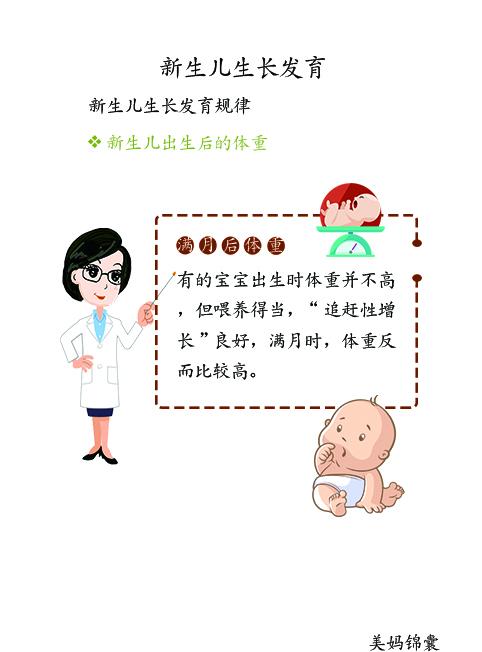 新生儿生长发育
新生儿生长发育规律
❖ 新生儿出生后的体重
满月后体重
有的宝宝出生时体重并不高
，但喂养得当，“追赶性增
长”良好，满月时，体重反
而比较高。
美妈锦囊